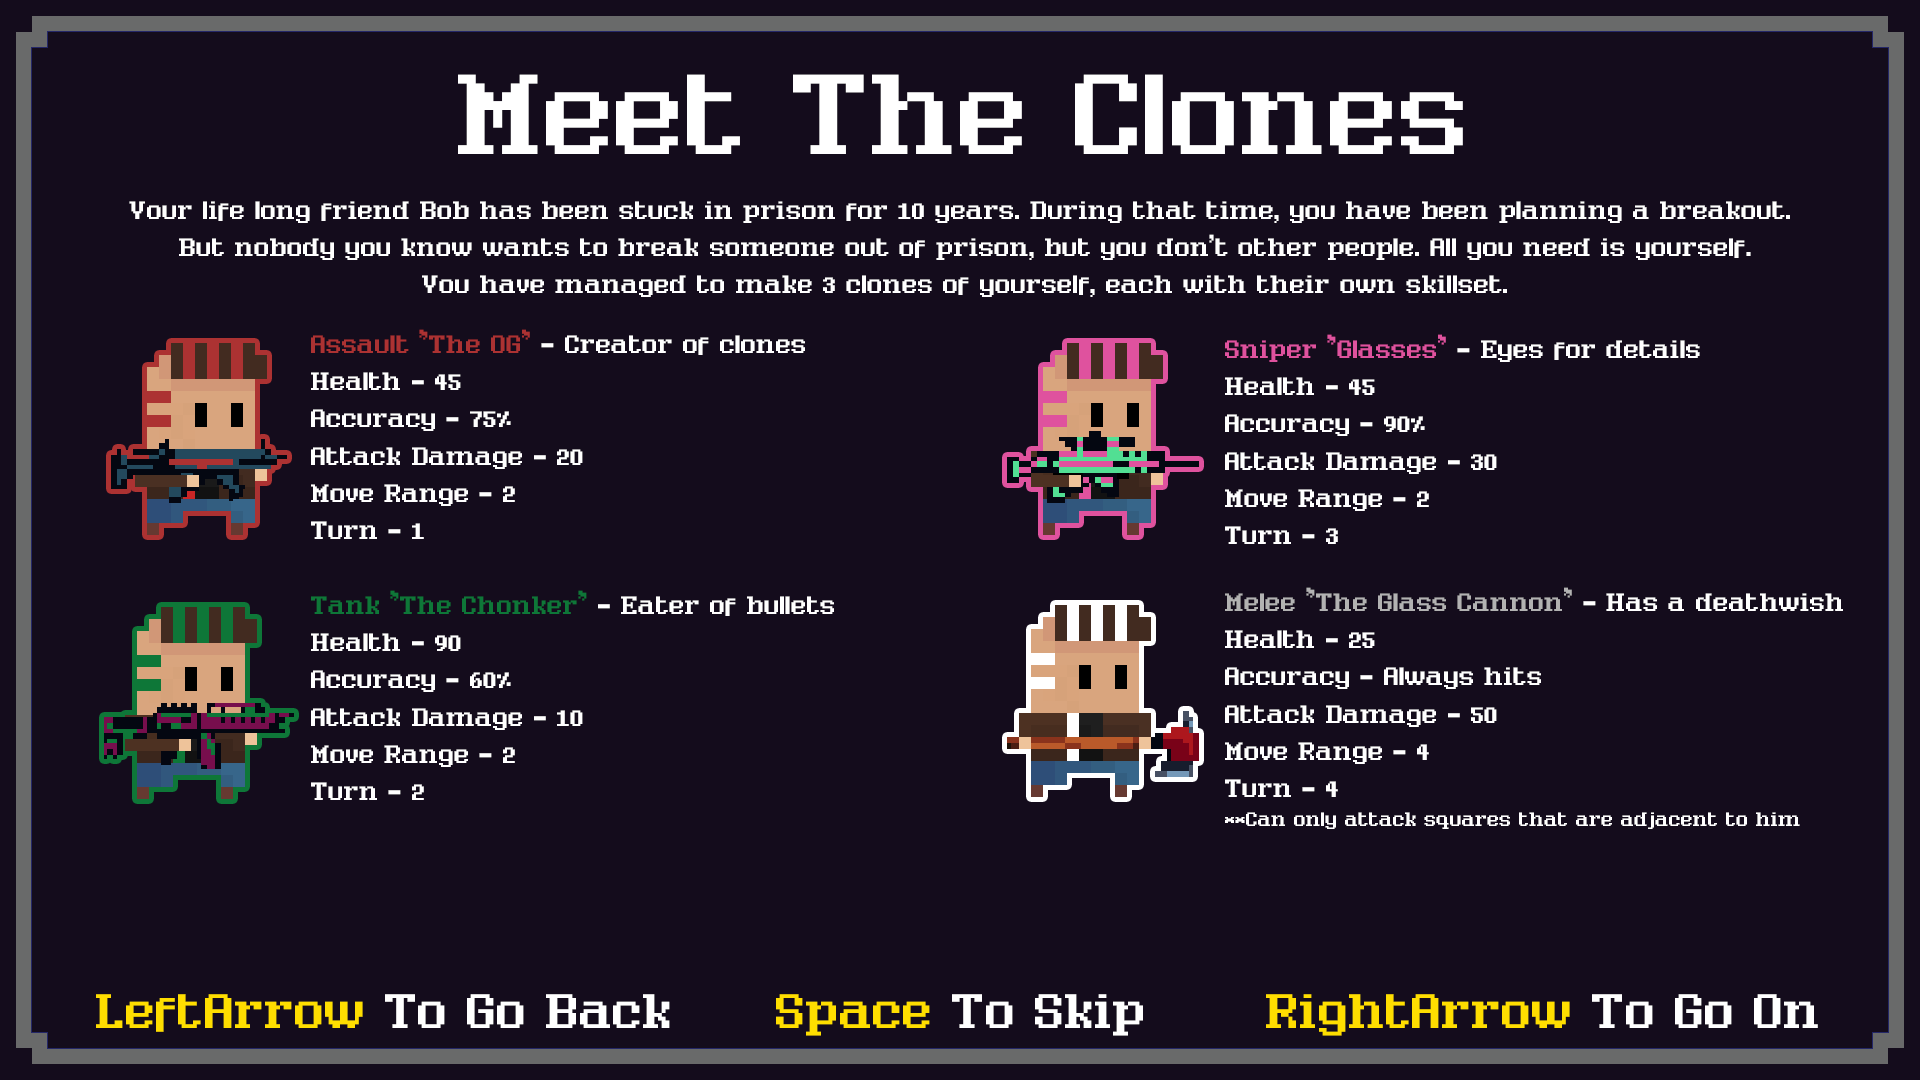 Meet The Clones
Your life long friend Bob has been stuck in prison for 10 years. During that time, you have been planning a breakout.
But nobody you know wants to break someone out of prison, but you don't other people. All you need is yourself.
You have managed to make 3 clones of yourself, each with their own skillset.
Assault "The OG" - Creator of clones
Health - 45
Accuracy - 75%
Attack Damage - 20
Move Range - 2
Turn - 1
Sniper "Glasses" - Eyes for details
Health - 45
Accuracy - 90%
Attack Damage - 30
Move Range - 2
Turn - 3
Tank "The Chonker" - Eater of bullets
Health - 90
Accuracy - 60%
Attack Damage - 10
Move Range - 2
Turn - 2
Melee "The Glass Cannon" - Has a deathwish
Health - 25
Accuracy - Always hits
Attack Damage - 50
Move Range - 4
Turn - 4
**Can only attack squares that are adjacent to him
LeftArrow To Go Back
Space To Skip
RightArrow To Go On